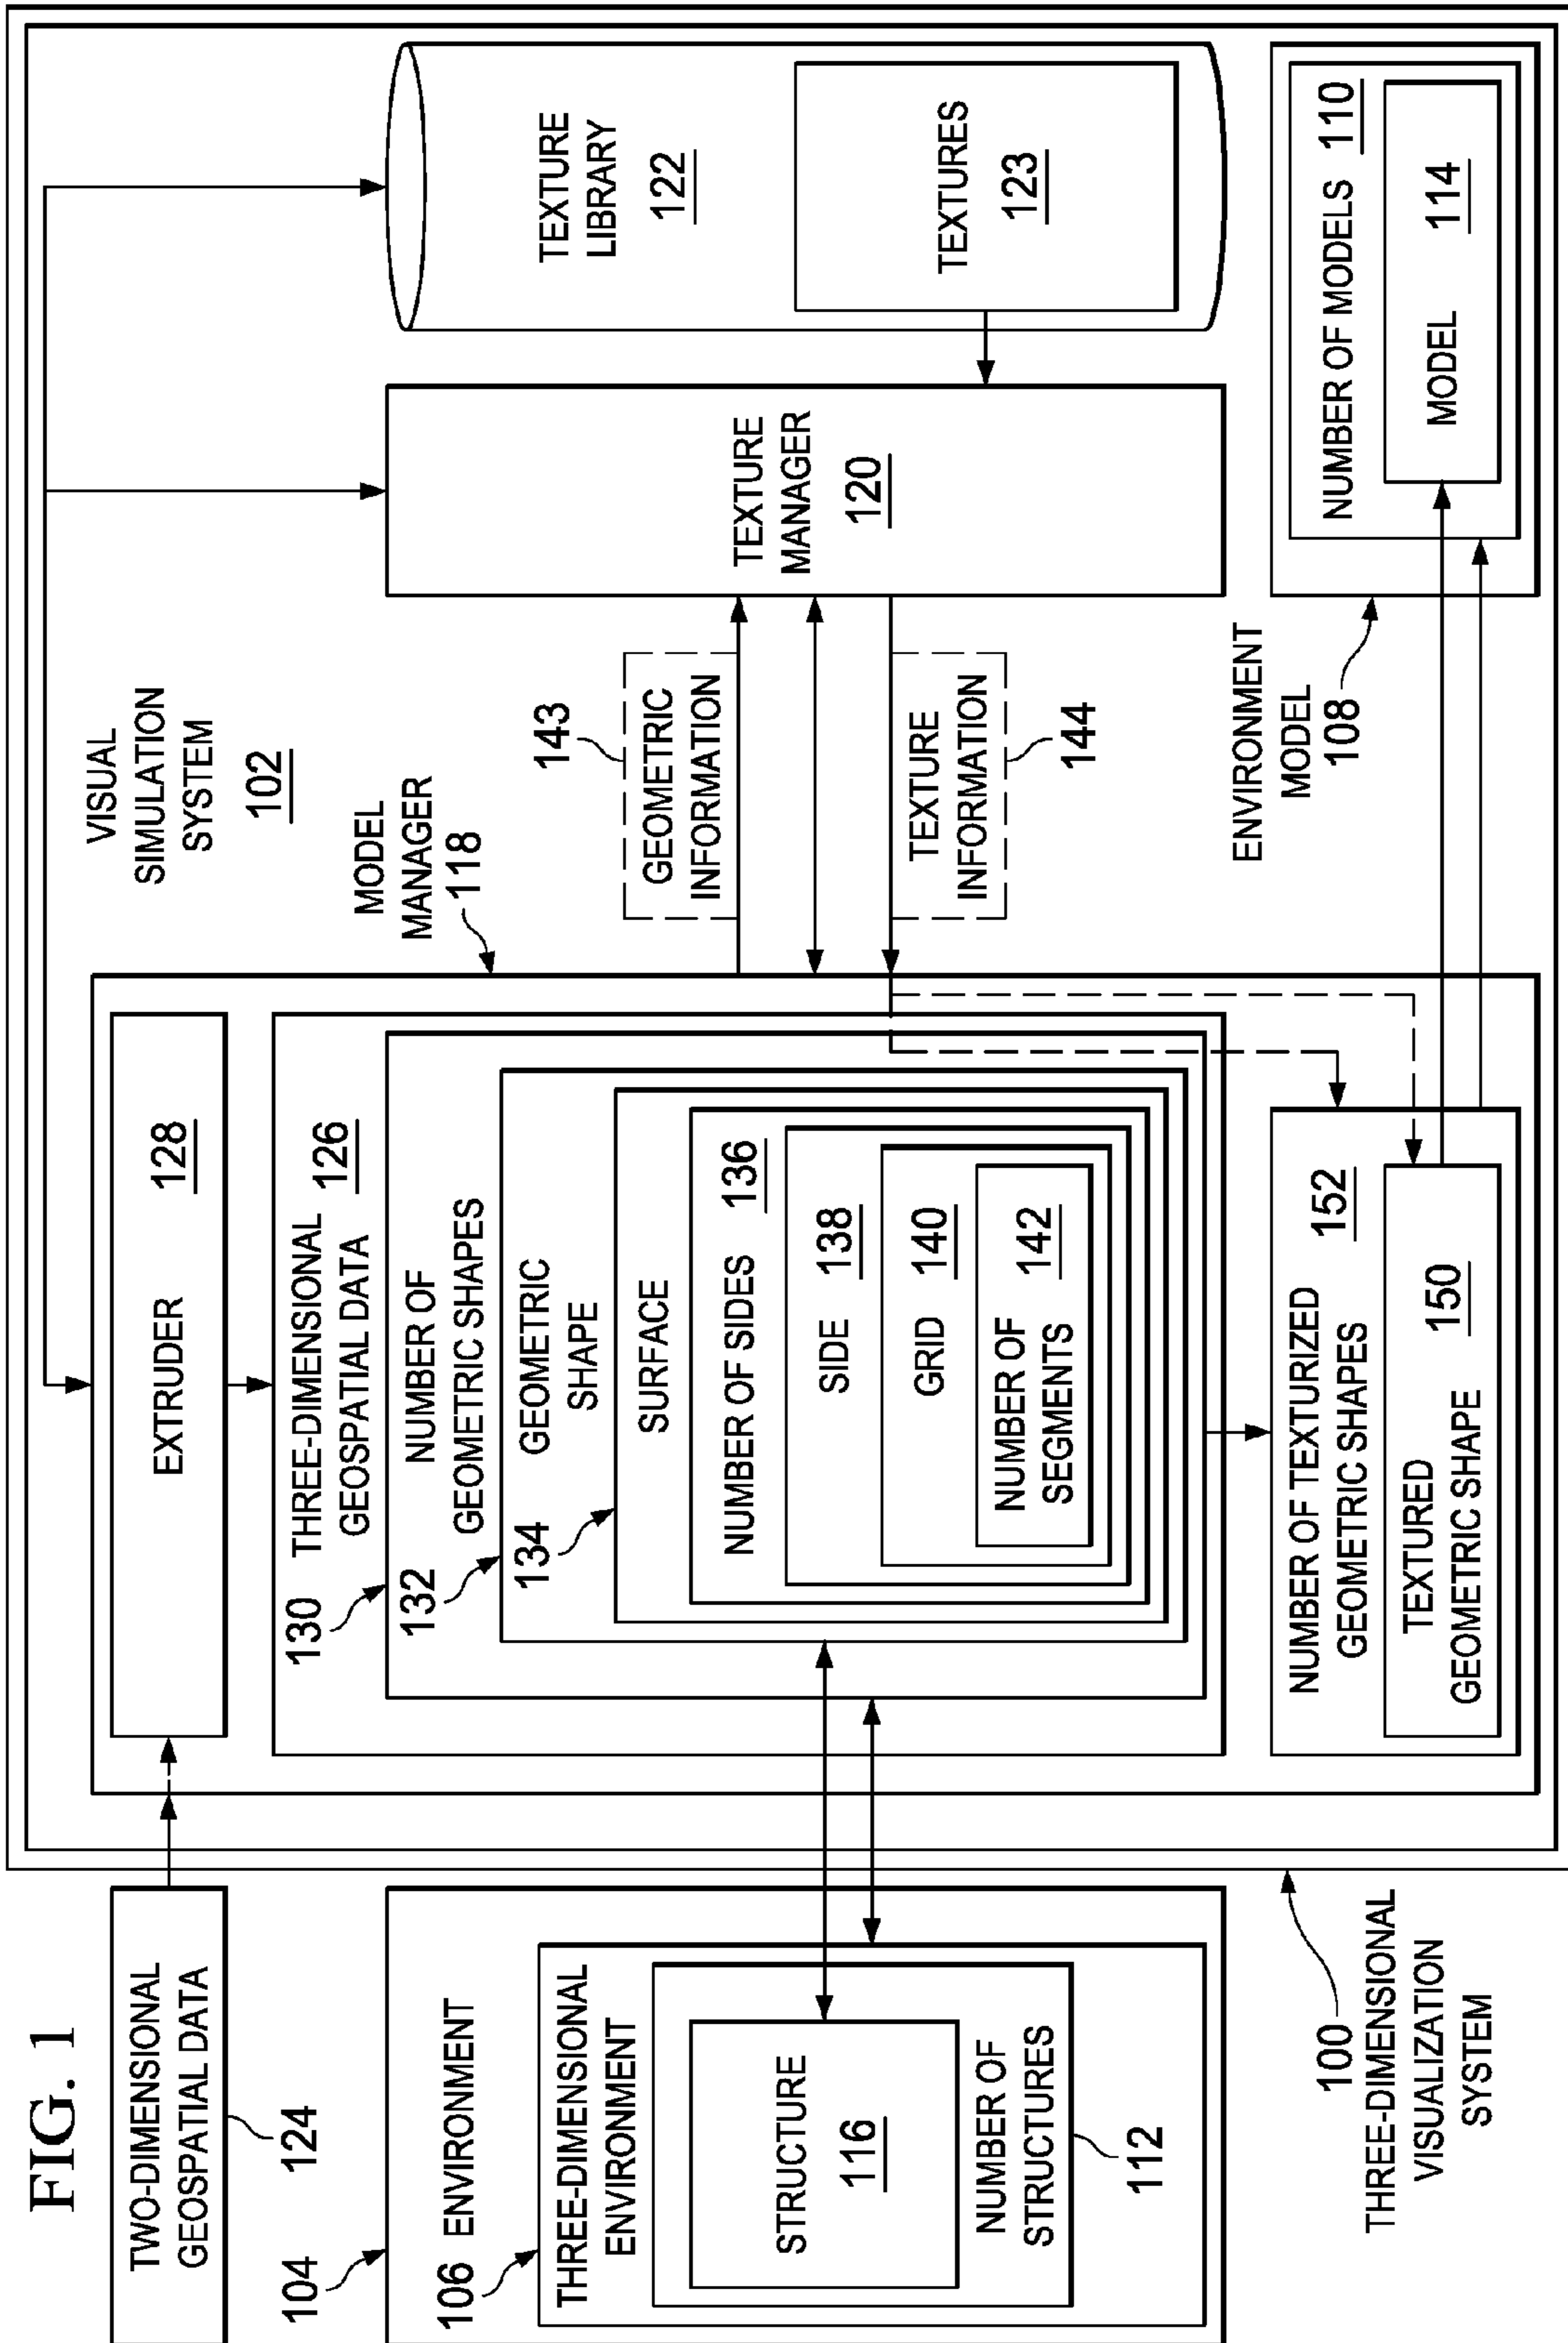 FIG. 1
TWO-DIMENSIONAL
GEOSPATIAL DATA
124
104
ENVIRONMENT
106
THREE-DIMENSIONAL
ENVIRONMENT
STRUCTURE
116
NUMBER OF
STRUCTURES
112
100
THREE-DIMENSIONAL
VISUALIZATION
SYSTEM
EXTRUDER
128
THREE-DIMENSIONAL
GEOSPATIAL DATA
126
130
NUMBER OF
GEOMETRIC SHAPES
132
GEOMETRIC
SHAPE
134
SURFACE
NUMBER OF SIDES
136
SIDE
138
GRID
140
NUMBER OF
SEGMENTS
142
NUMBER OF TEXTURIZED
GEOMETRIC SHAPES
152
TEXTURED
GEOMETRIC SHAPE
150
VISUAL
SIMULATION
SYSTEM
102
MODEL
MANAGER
118
143
GEOMETRIC
INFORMATION
TEXTURE
INFORMATION
144
ENVIRONMENT
MODEL
108
TEXTURE
MANAGER
120
TEXTURE
LIBRARY
122
TEXTURES
123
NUMBER OF MODELS
110
MODEL
114